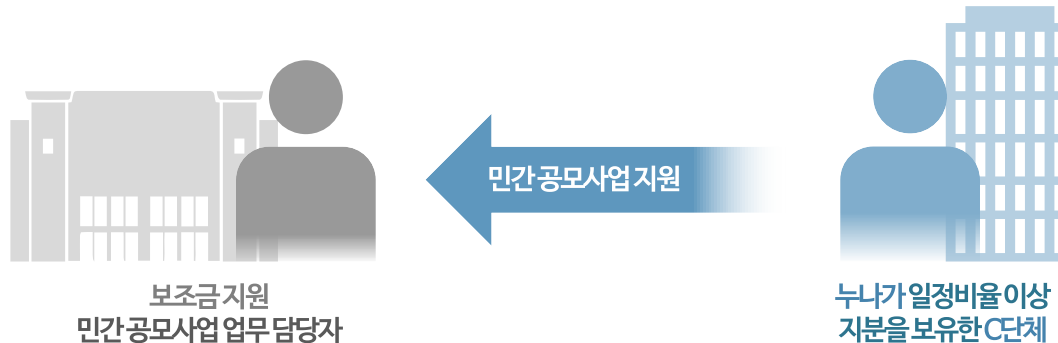 민간 공모사업 지원
보조금 지원
민간 공모사업 업무 담당자
누나가 일정비율 이상
지분을 보유한 C단체